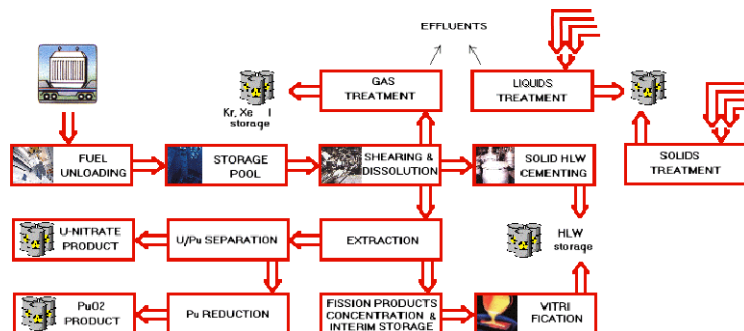 EFFLUENTS
GAS
TREATMENT
LIQUIDS
TREATMENT
Kr, Xe I
storage
FUEL
UNLOADING
STORAGE
POOL
SHEARING &
DISSOLUTION
SOLID HLW
CEMENTING
SOLIDS
TREATMENT
U-NITRATE
PRODUCT
U/Pu SEPARATION
EXTRACTION
HLW
storage
PuO2
PRODUCT
Pu REDUCTION
FISSION PRODUCTS
CONCENTRATION &
INTERIM STORAGE
VITRI
FICATION